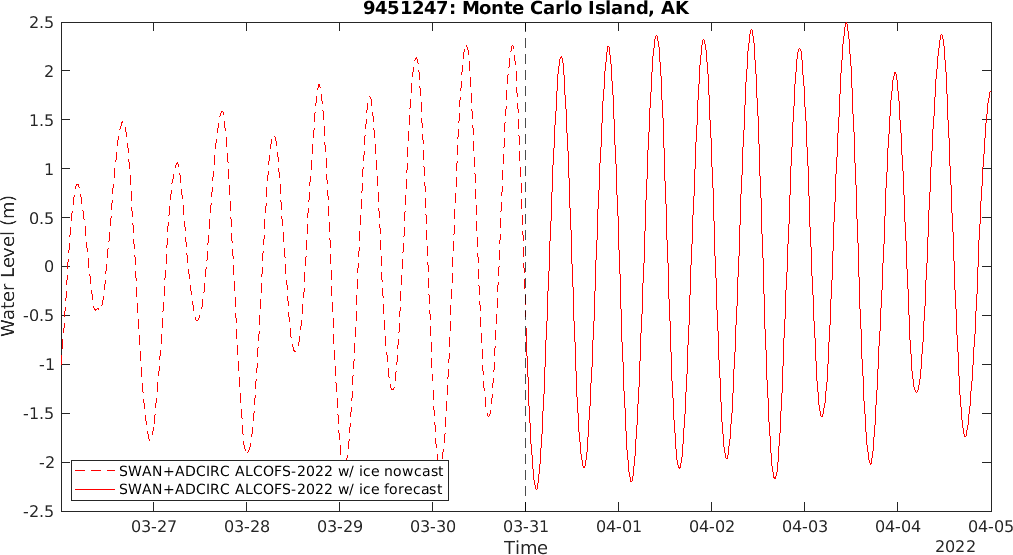 9451247: Monte Carlo Island, AK
2.5
2
1.5
1
0.5
0
-0.5
-1
-1.5
-2
-2.5
Water Level (m)
SWAN+ADCIRC ALCOFS-2022 w/ ice nowcast
SWAN+ADCIRC ALCOFS-2022 w/ ice forecast
03-27 03-28 03-29 03-30 03-31 04-01 04-02 04-03 04-04 04-05
Time
2022